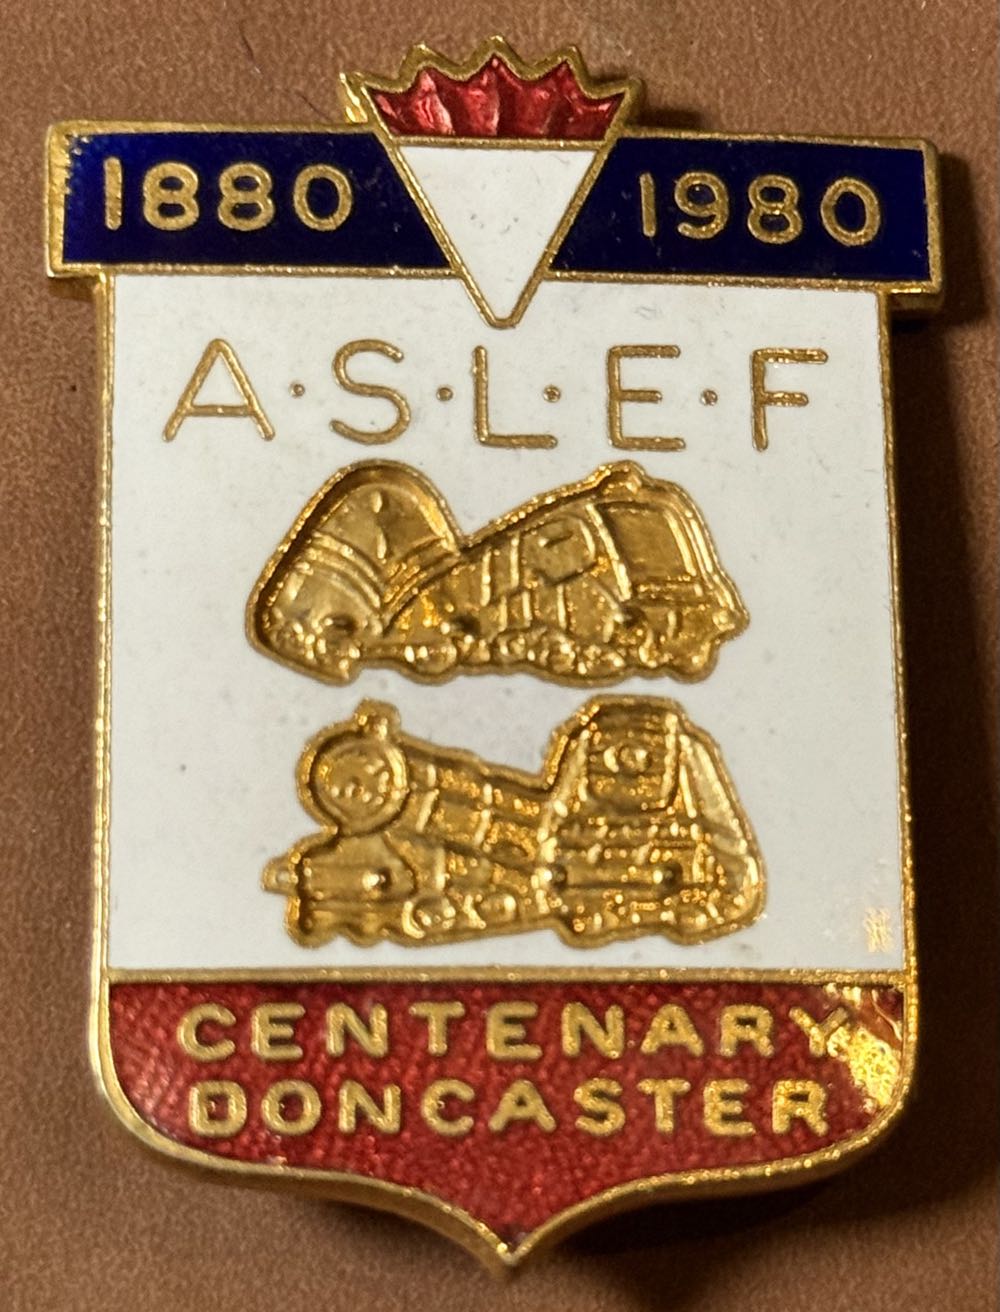 1880 1980
A·S·L·E·F
CENTENARY
DONCASTER